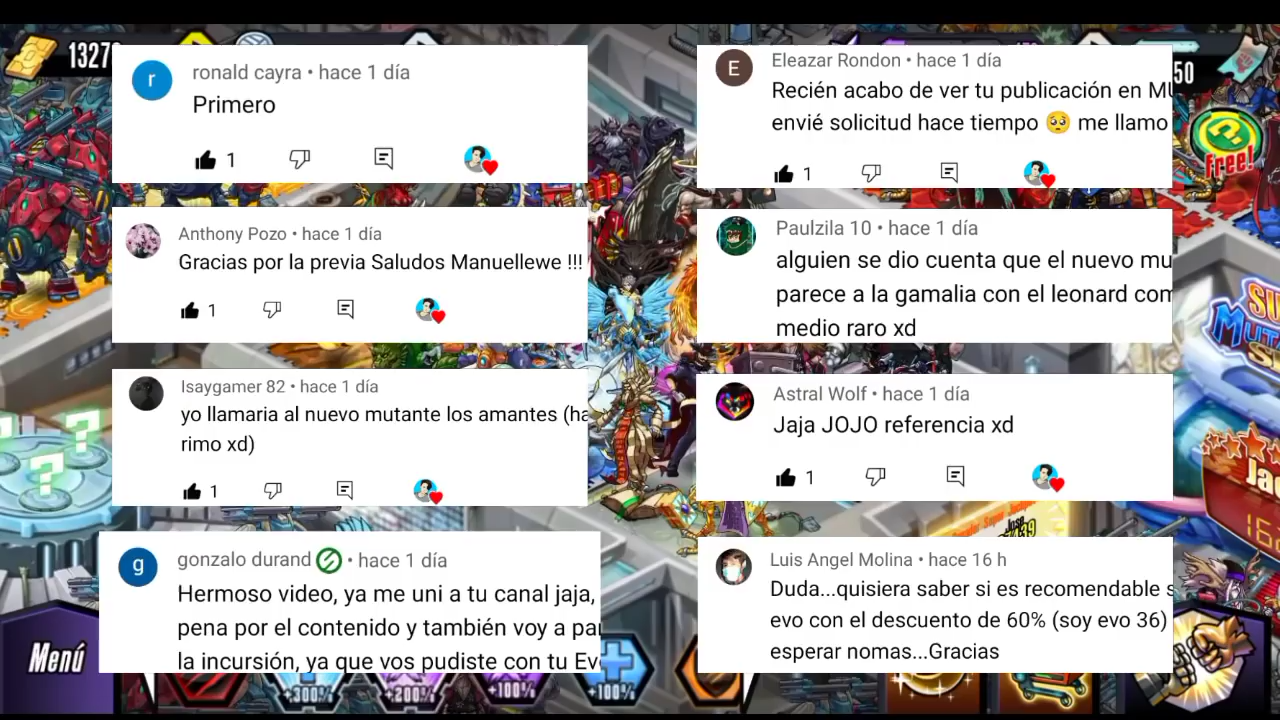 1327
ronald cayra • hace 1 día
Primero
1
Anthony Pozo • hace 1 día
Gracias por la previa Saludos Manuellewe !!!
1
Isaygamer 82 • hace 1 día
yo llamaria al nuevo mutante los amantes (ha
rimo xd)
1
gonzalo durand • hace 1 día
Hermoso video, ya me uni a tu canal jaja,
pena por el contenido y también voy a pa
la incursión, ya que vos pudiste con tu Ev
Eleazar Rondon • hace 1 día
Recién acabo de ver tu publicación en MU
envié solicitud hace tiempo 🥺 me llamo
1
Paulzila 10 • hace 1 día
alguien se dio cuenta que el nuevo mu
parece a la gamalia con el leonard com
medio raro xd
Astral Wolf • hace 1 día
Jaja JOJO referencia xd
1
Luis Angel Molina • hace 16 h
Duda...quisiera saber si es recomendable s
evo con el descuento de 60% (soy evo 36)
esperar nomas...Gracias
50
free!
Menú
+300%
+200%
+100%
+100%